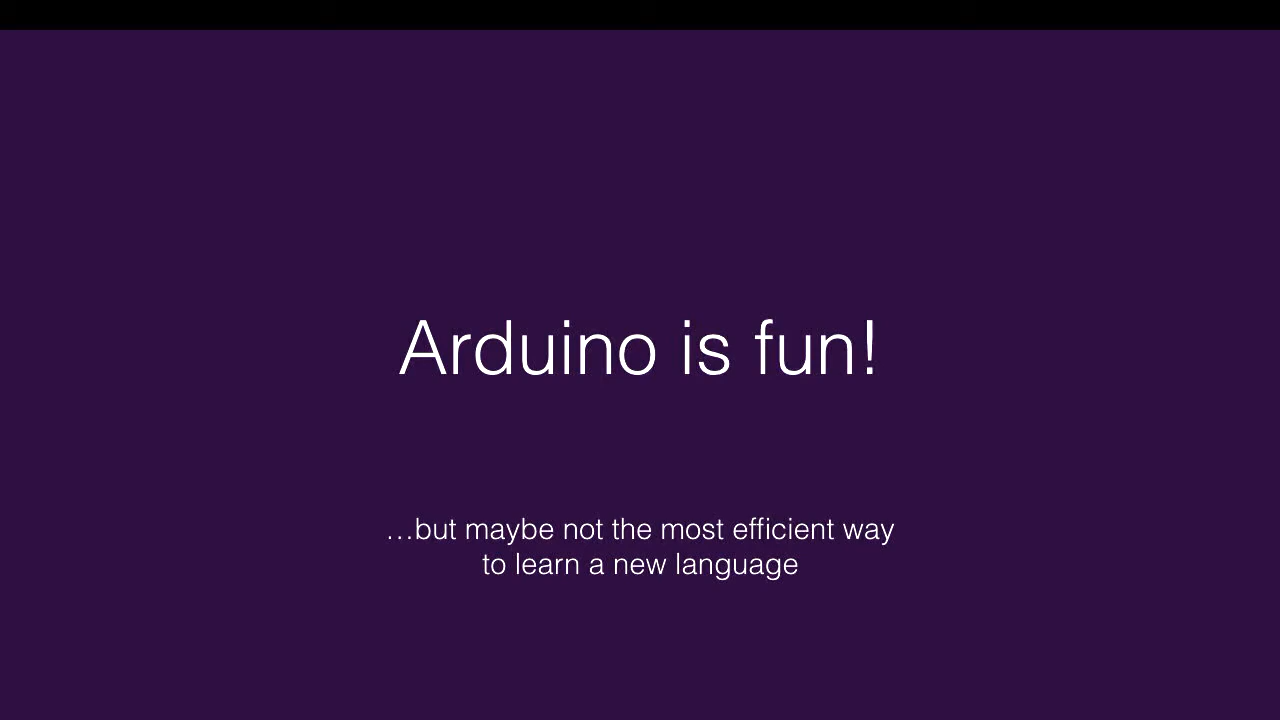 Arduino is fun!
…but maybe not the most efficient way
to learn a new language